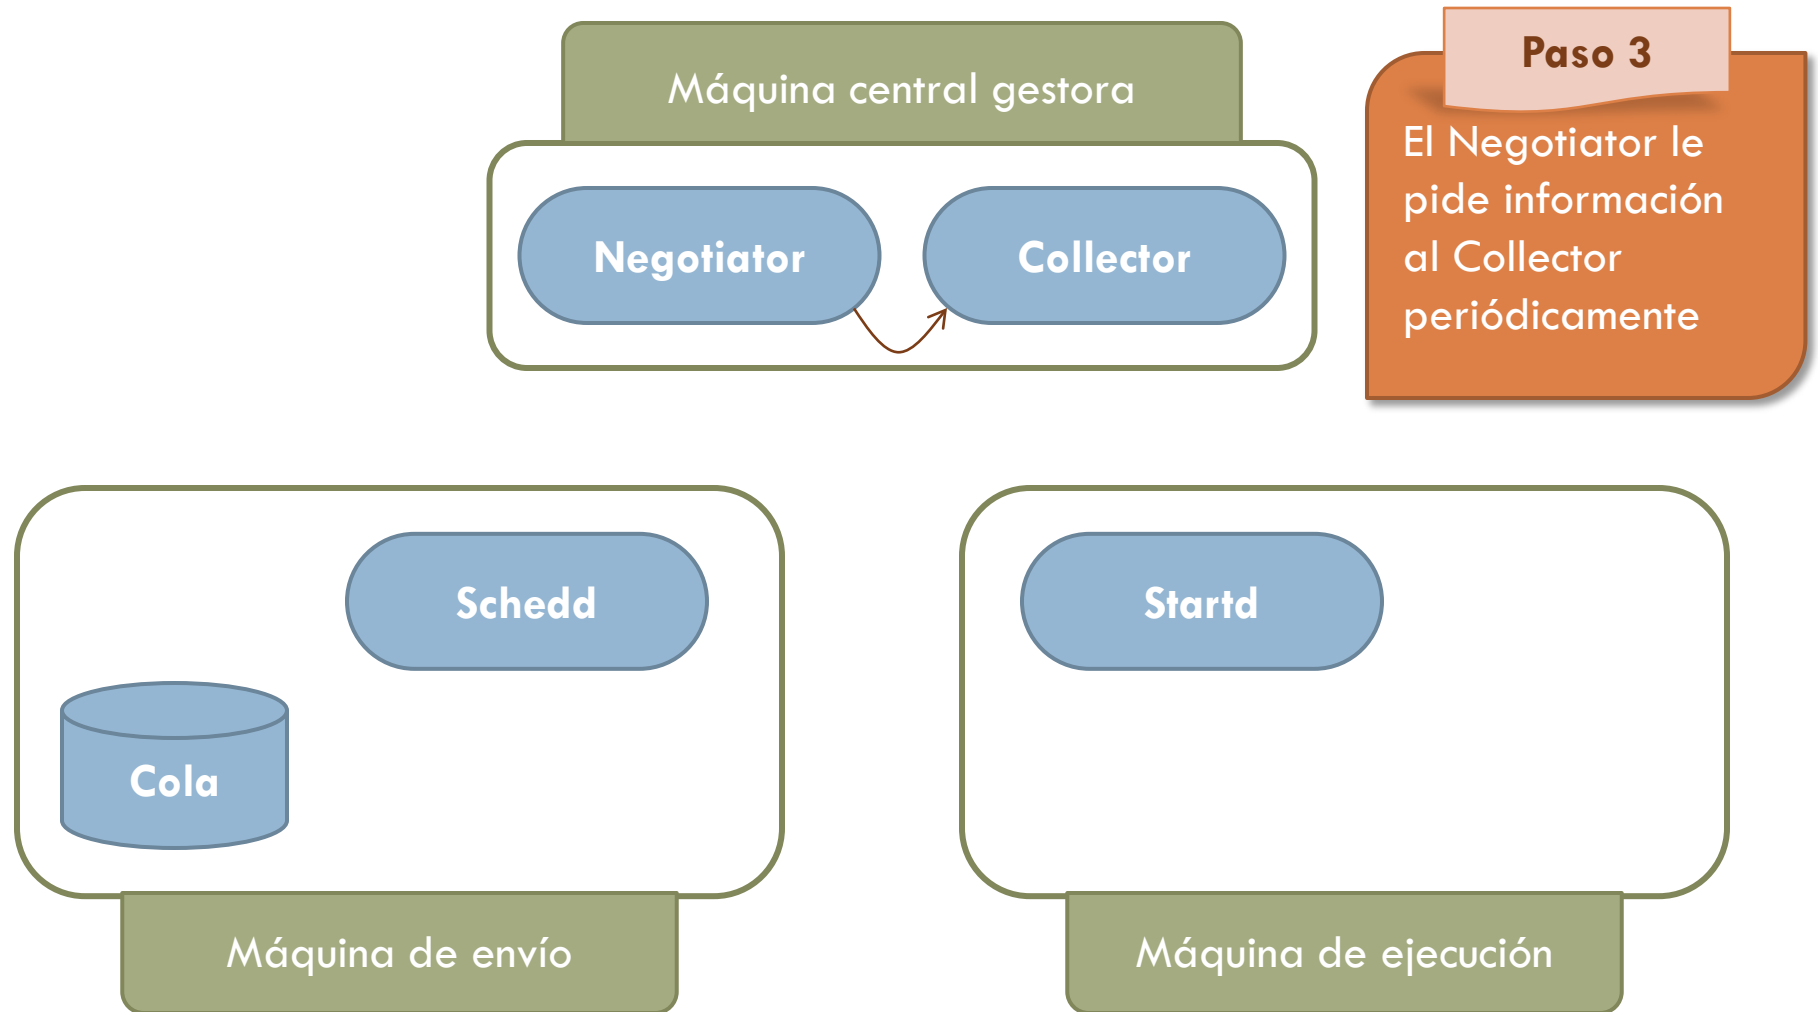 Máquina central gestora
Negotiator
Collector
Paso 3
El Negotiator le
pide información
al Collector
periódicamente
Schedd
Cola
Máquina de envío
Startd
Máquina de ejecución